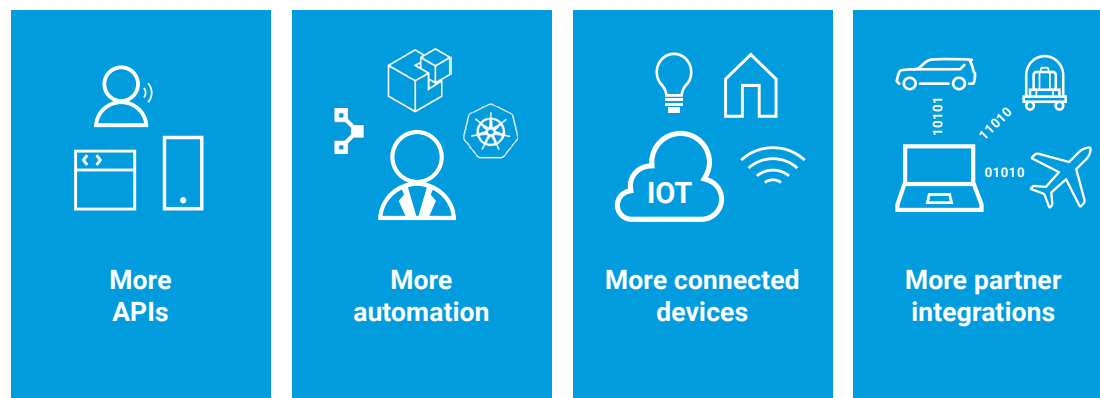 More
APIs
More
automation
IOT
More connected
devices
10101
11010
01010
More partner
integrations